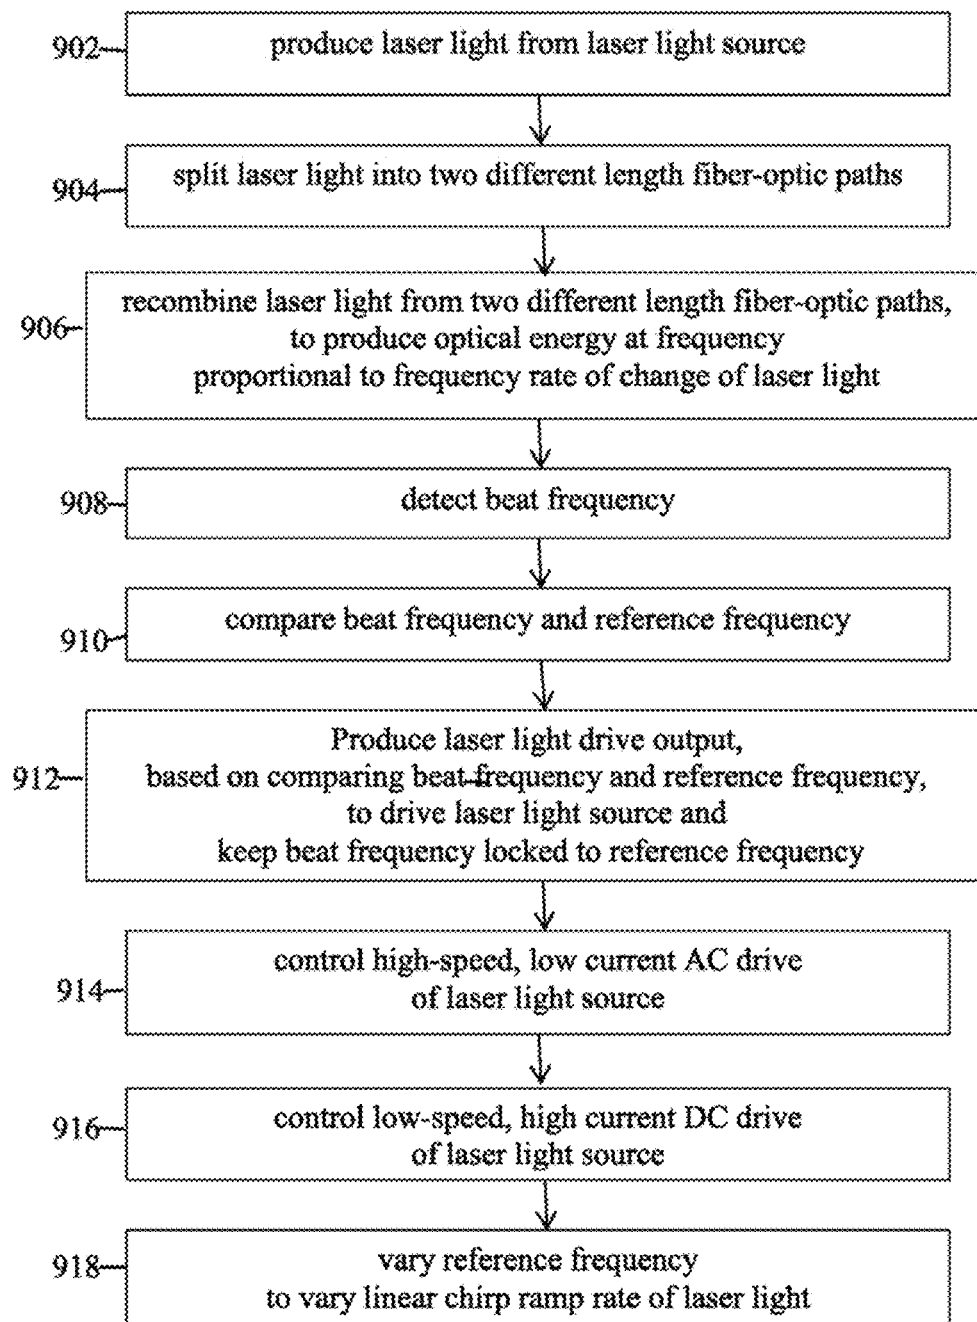 902
produce laser light from laser light source
904
split laser light into two different length fiber-optic paths
906
recombine laser light from two different length fiber-optic paths,
to produce optical energy at frequency
proportional to frequency rate of change of laser light
908
detect beat frequency
910
compare beat frequency and reference frequency
912
Produce laser light drive output,
based on comparing beat frequency and reference frequency,
to drive laser light source and
keep beat frequency locked to reference frequency
914
control high-speed, low current AC drive
of laser light source
916
control low-speed, high current DC drive
of laser light source
918
vary reference frequency
to vary linear chirp ramp rate of laser light